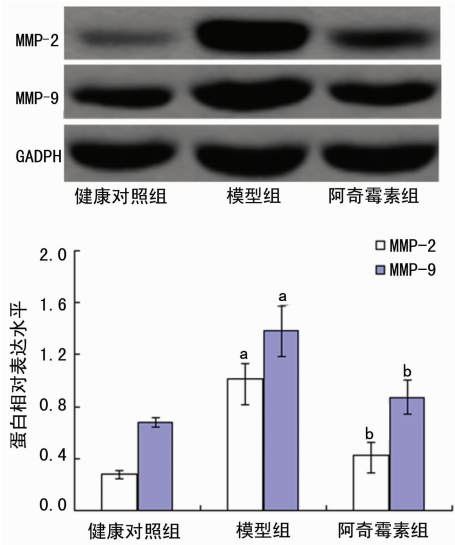 MMP-2
MMP-9
GADPH
健康对照组 模型组 阿奇霉素组
2.0
1.6
1.2
0.8
0.4
0.0
蛋白相对表达水平
MMP-2
MMP-9
a
a
b
b
健康对照组 模型组 阿奇霉素组